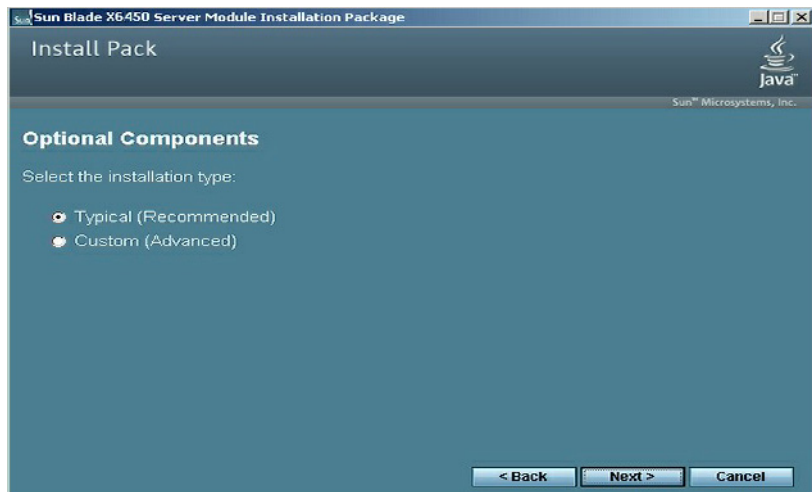 Sun Blade X6450 Server Module Installation Package
Install Pack
Java™
Sun™ Microsystems, Inc.
Optional Components
Select the installation type:
Typical (Recommended)
Custom (Advanced)
< Back
Next >
Cancel